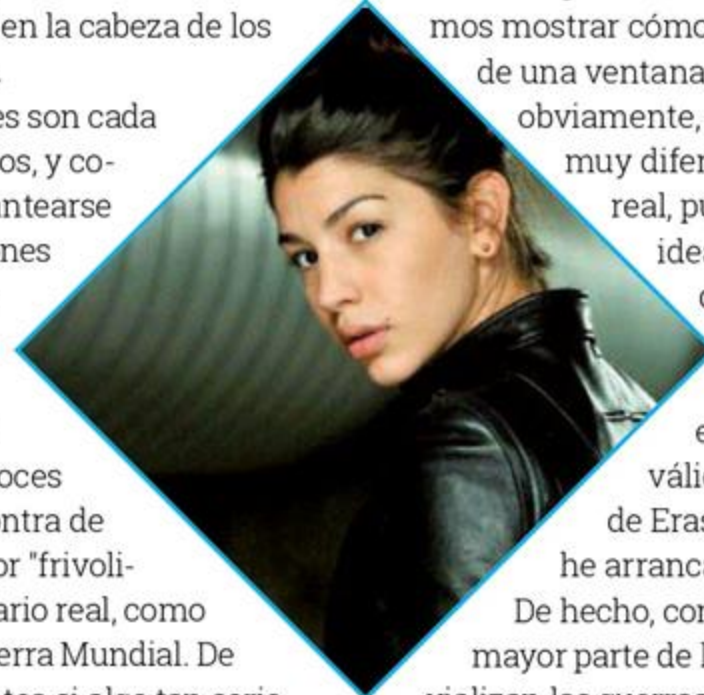 en la cabeza de los
es son cada
os, y co-
ntearse
nes
oces
ontra de
or "frivoli-
ario real, como
erra Mundial. De
mos mostrar cómo
de una ventana
obviamente,
muy difer
real, pu
idea
e
váli
de Eras
he arranca
De hecho, con
mayor parte de l